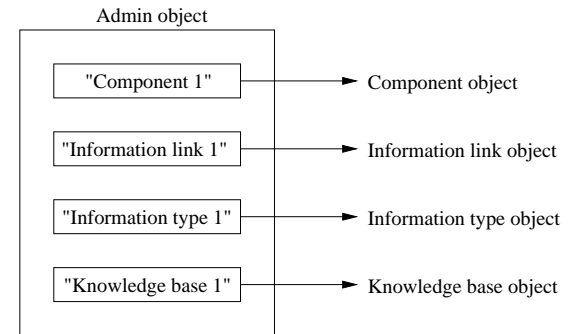 Admin object
"Component 1" Component object
"Information link 1" Information link object
"Information type 1" Information type object
"Knowledge base 1" Knowledge base object